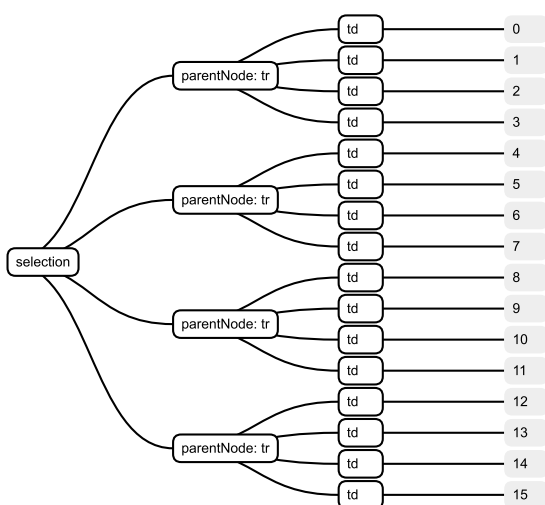 td 0
td 1
parentNode: tr
td 2
td 3
td 4
td 5
parentNode: tr
td 6
td 7
selection
td 8
td 9
parentNode: tr
td 10
td 11
td 12
td 13
parentNode: tr
td 14
td 15